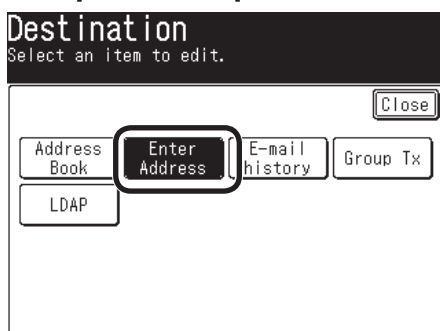 Destination
Select an item to edit.
Close
Address Book
Enter Address
E-mail history
Group Tx
LDAP